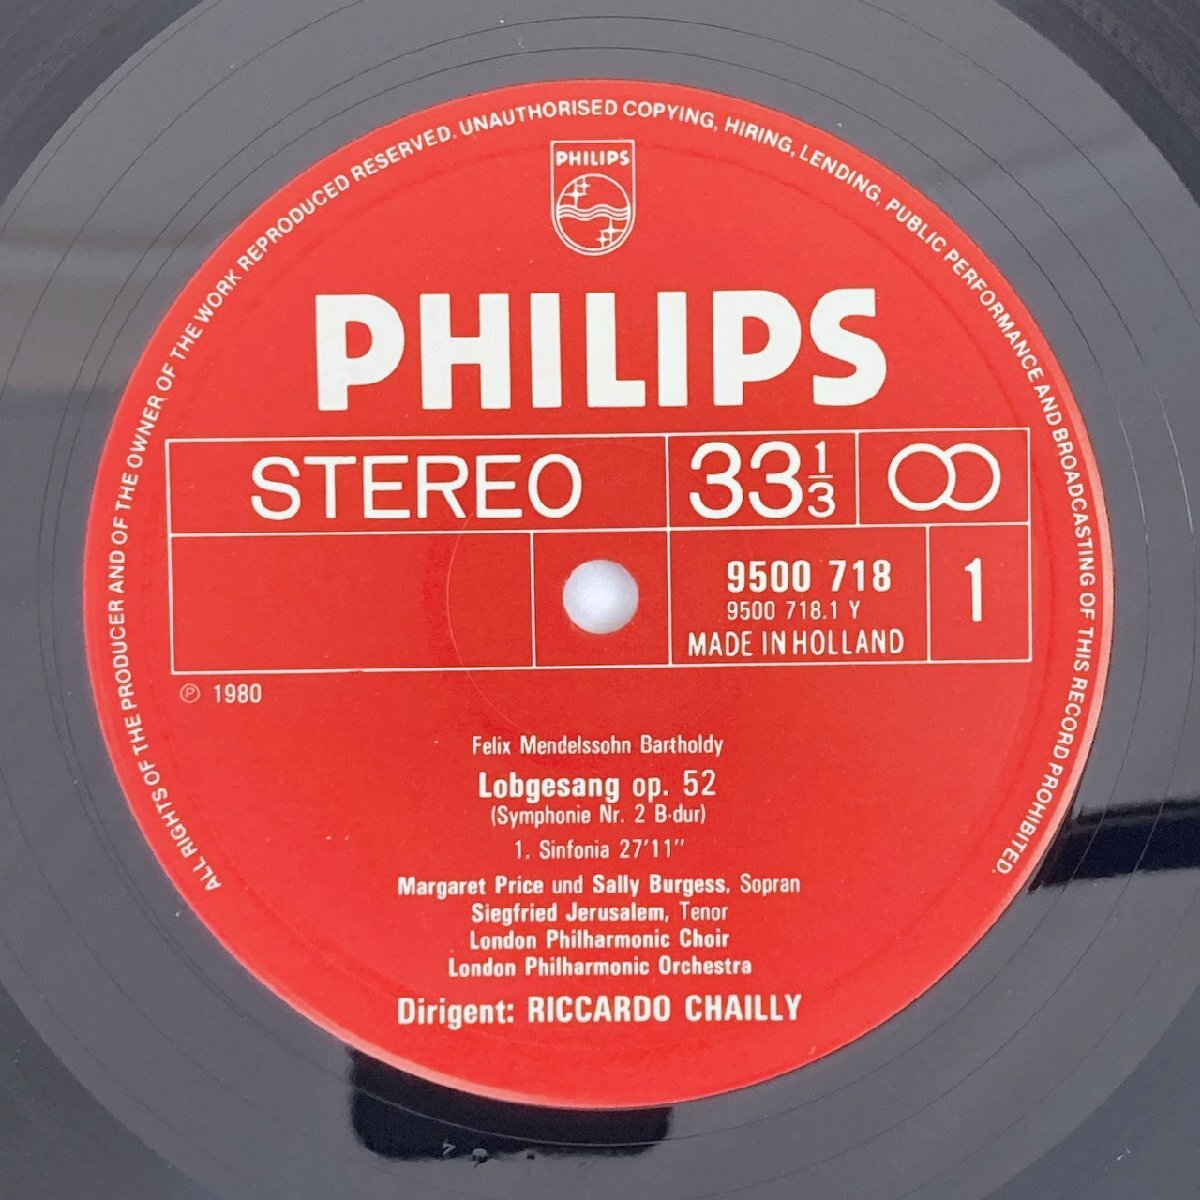 ALL RIGHTS OF THE PRODUCER AND OF THE OWNER OF THE WORK REPRODUCED RESERVED. UNAUTHORISED COPYING, HIRING, LENDING, PUBLIC PERFORMANCE AND BROADCASTING OF THIS RECORD PROHIBITED.
PHILIPS
PHILIPS
STEREO 33 1/3
9500 718 1
9500 718.1 Y
MADE IN HOLLAND
℗ 1980
Felix Mendelssohn Bartholdy
Lobgesang op. 52
(Symphonie Nr. 2 B-dur)
1. Sinfonia 27'11''
Margaret Price und Sally Burgess, Sopran
Siegfried Jerusalem, Tenor
London Philharmonic Choir
London Philharmonic Orchestra
Dirigent: RICCARDO CHAILLY